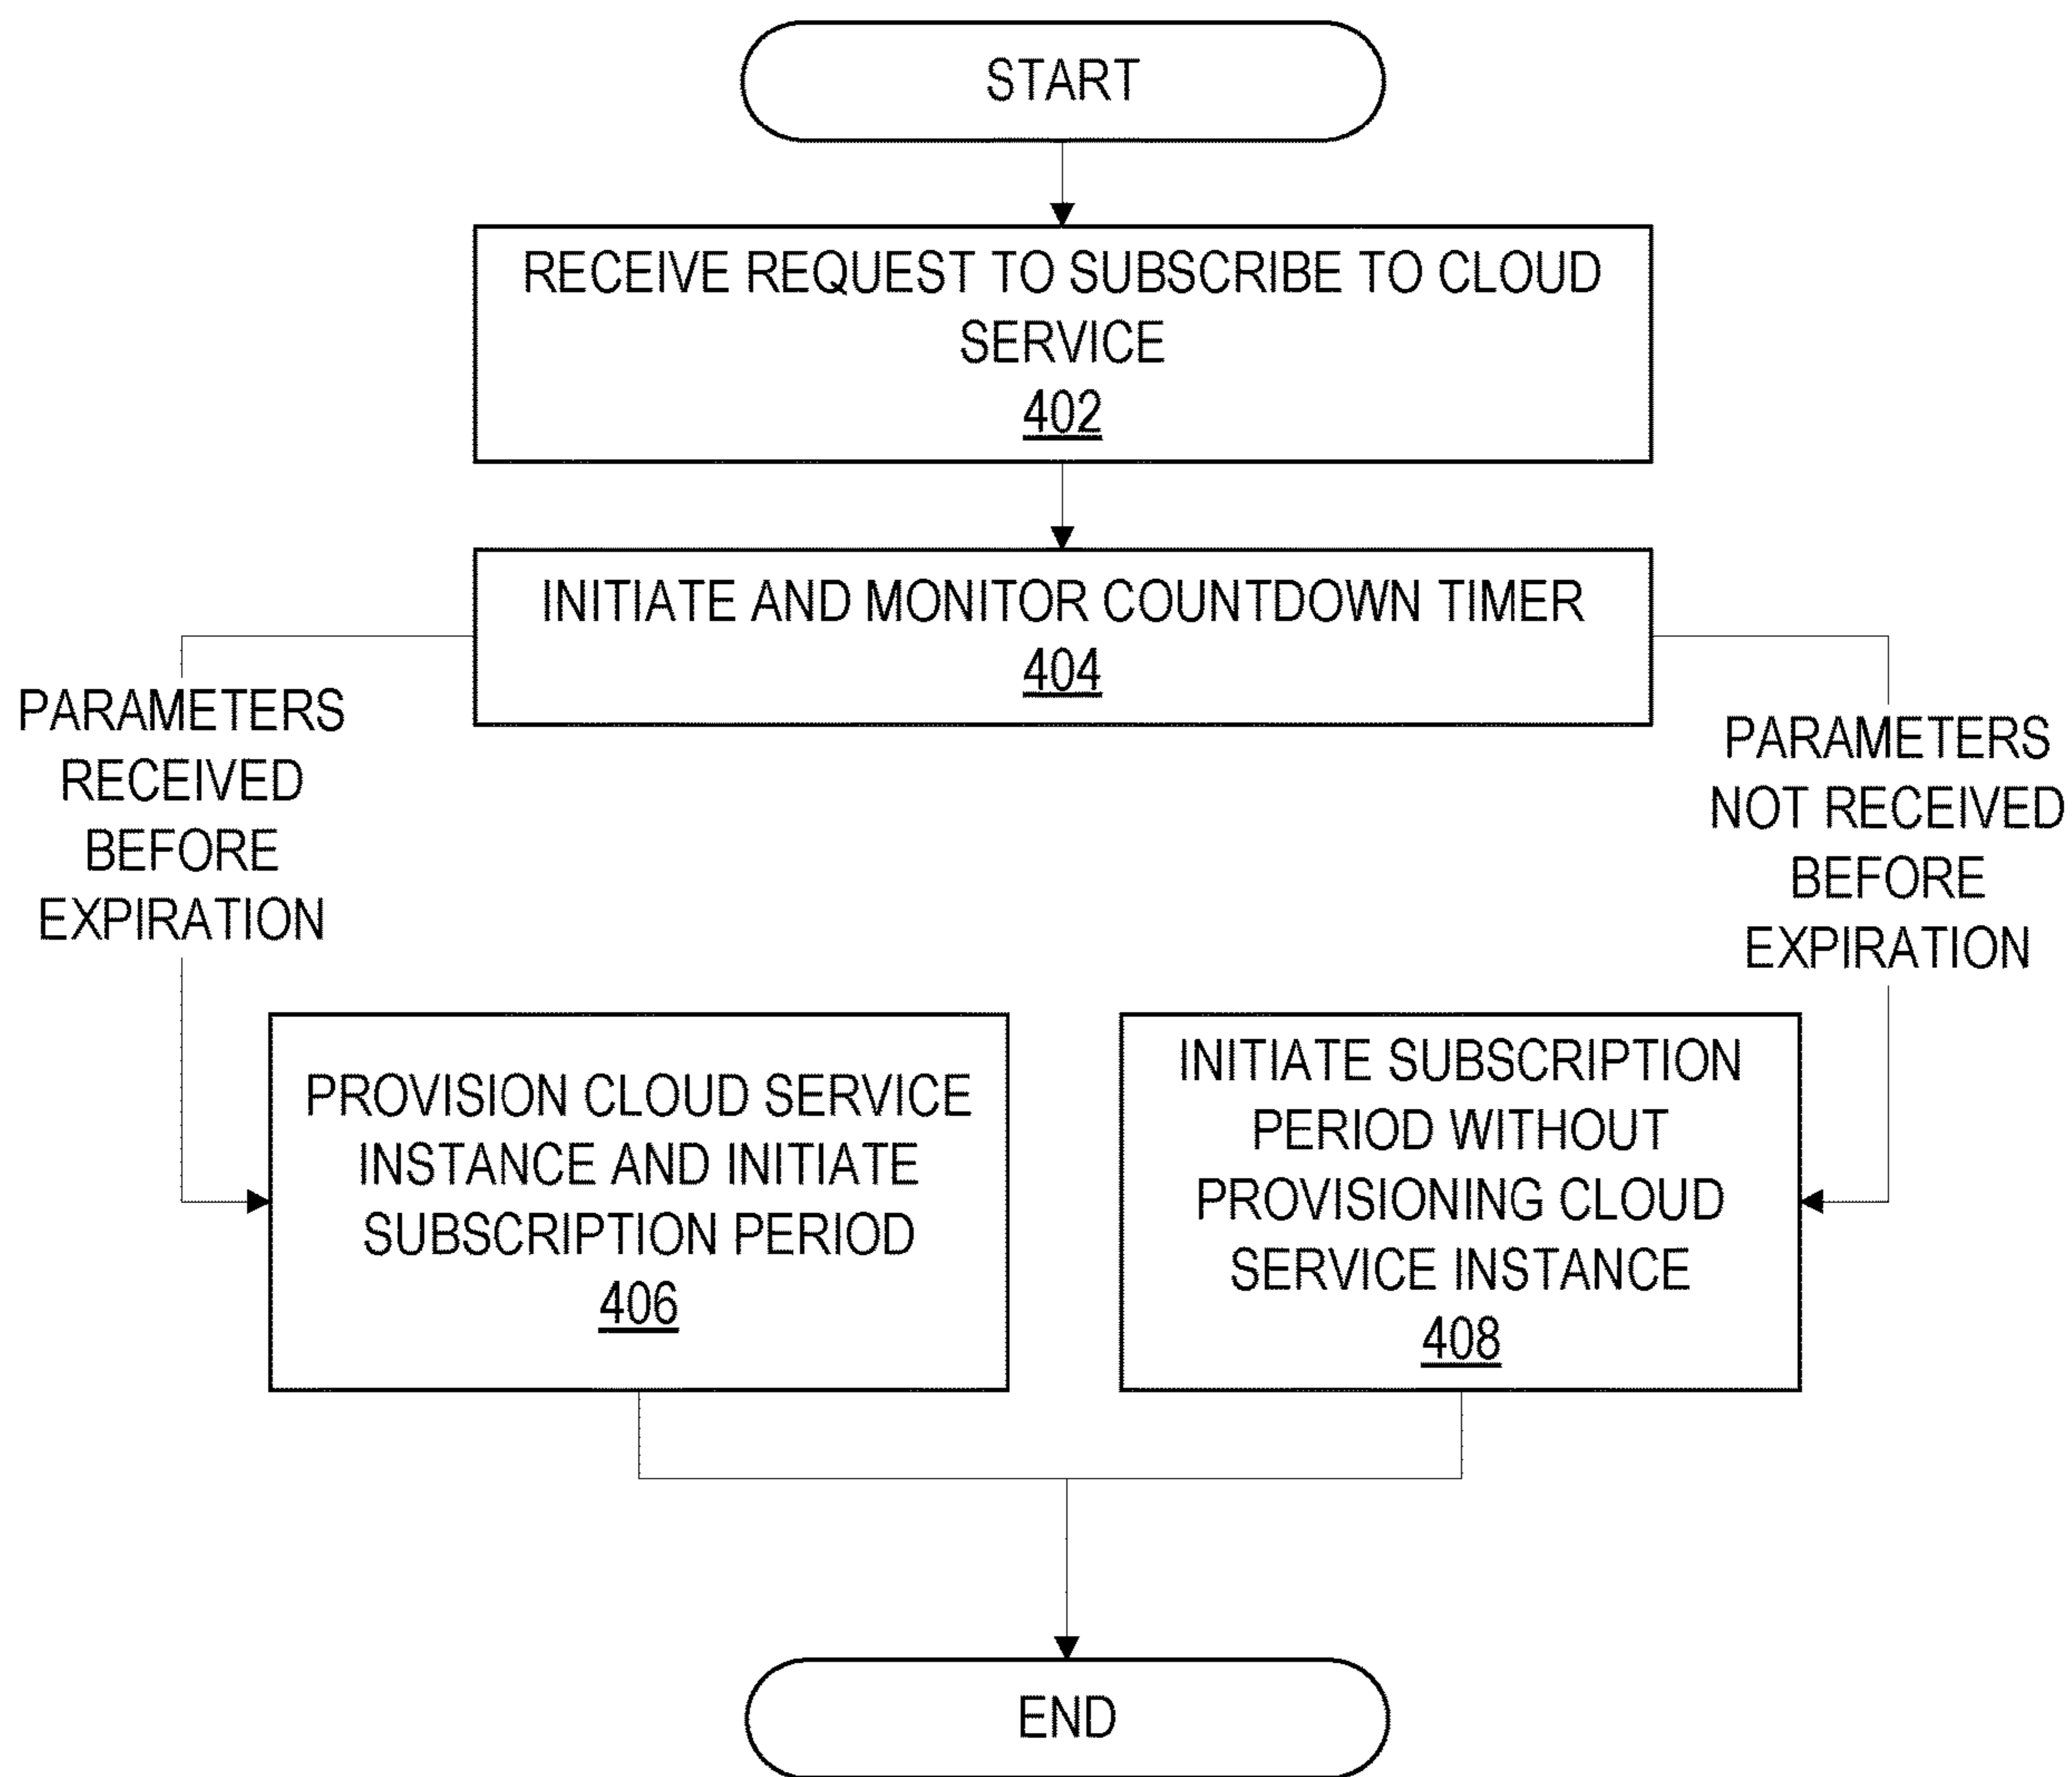 START
RECEIVE REQUEST TO SUBSCRIBE TO CLOUD
SERVICE
402
INITIATE AND MONITOR COUNTDOWN TIMER
404
PARAMETERS
RECEIVED
BEFORE
EXPIRATION
PARAMETERS
NOT RECEIVED
BEFORE
EXPIRATION
PROVISION CLOUD SERVICE
INSTANCE AND INITIATE
SUBSCRIPTION PERIOD
406
INITIATE SUBSCRIPTION
PERIOD WITHOUT
PROVISIONING CLOUD
SERVICE INSTANCE
408
END